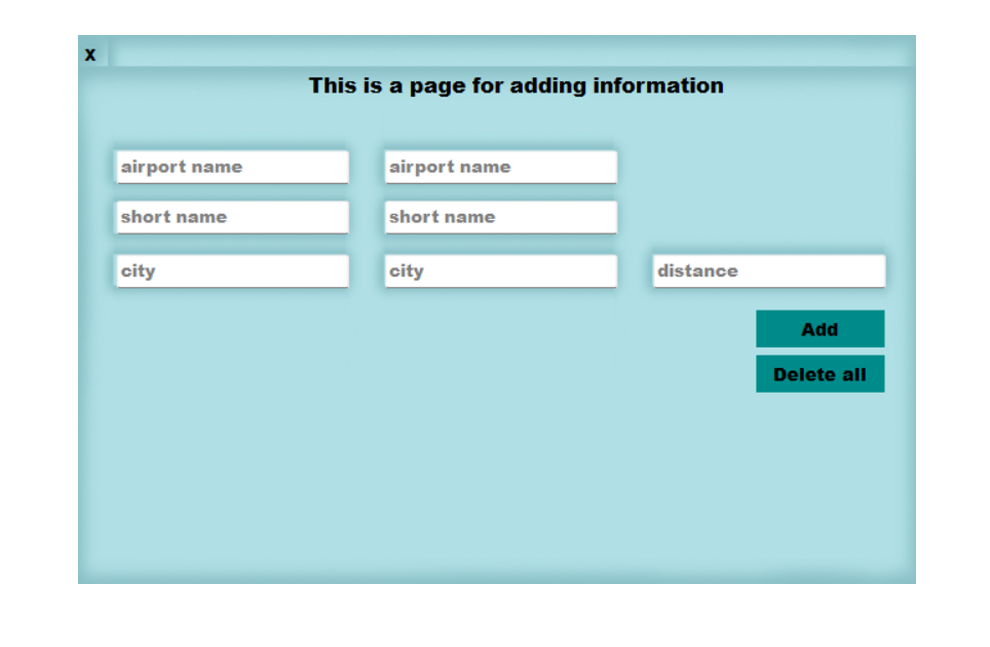 x
This is a page for adding information
airport name airport name
short name short name
city city distance
Add
Delete all